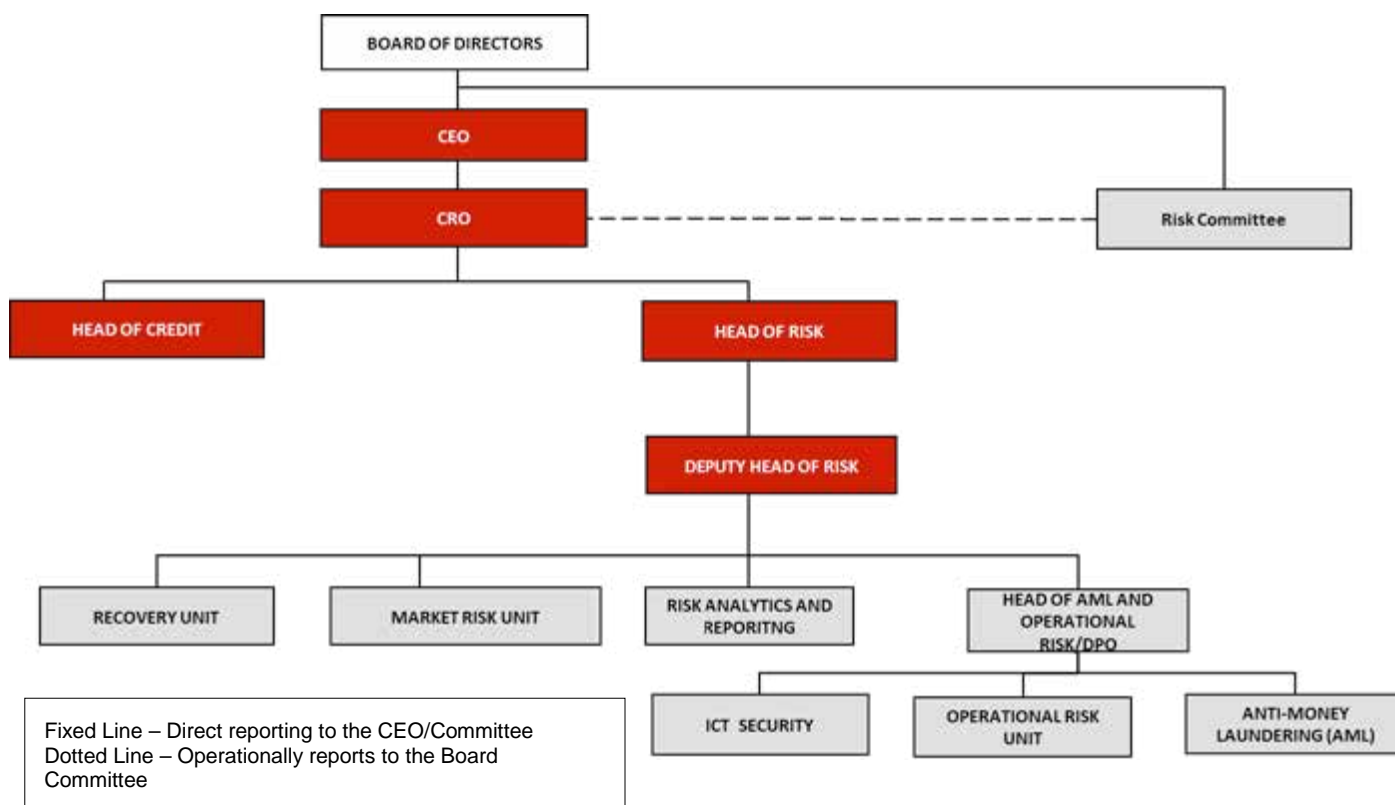 BOARD OF DIRECTORS
CEO
CRO
Risk Committee
HEAD OF CREDIT
HEAD OF RISK
DEPUTY HEAD OF RISK
RECOVERY UNIT
MARKET RISK UNIT
RISK ANALYTICS AND
REPORITNG
HEAD OF AML AND
OPERATIONAL
RISK/DPO
ICT SECURITY
OPERATIONAL RISK
UNIT
ANTI-MONEY
LAUNDERING (AML)
Fixed Line – Direct reporting to the CEO/Committee
Dotted Line – Operationally reports to the Board
Committee